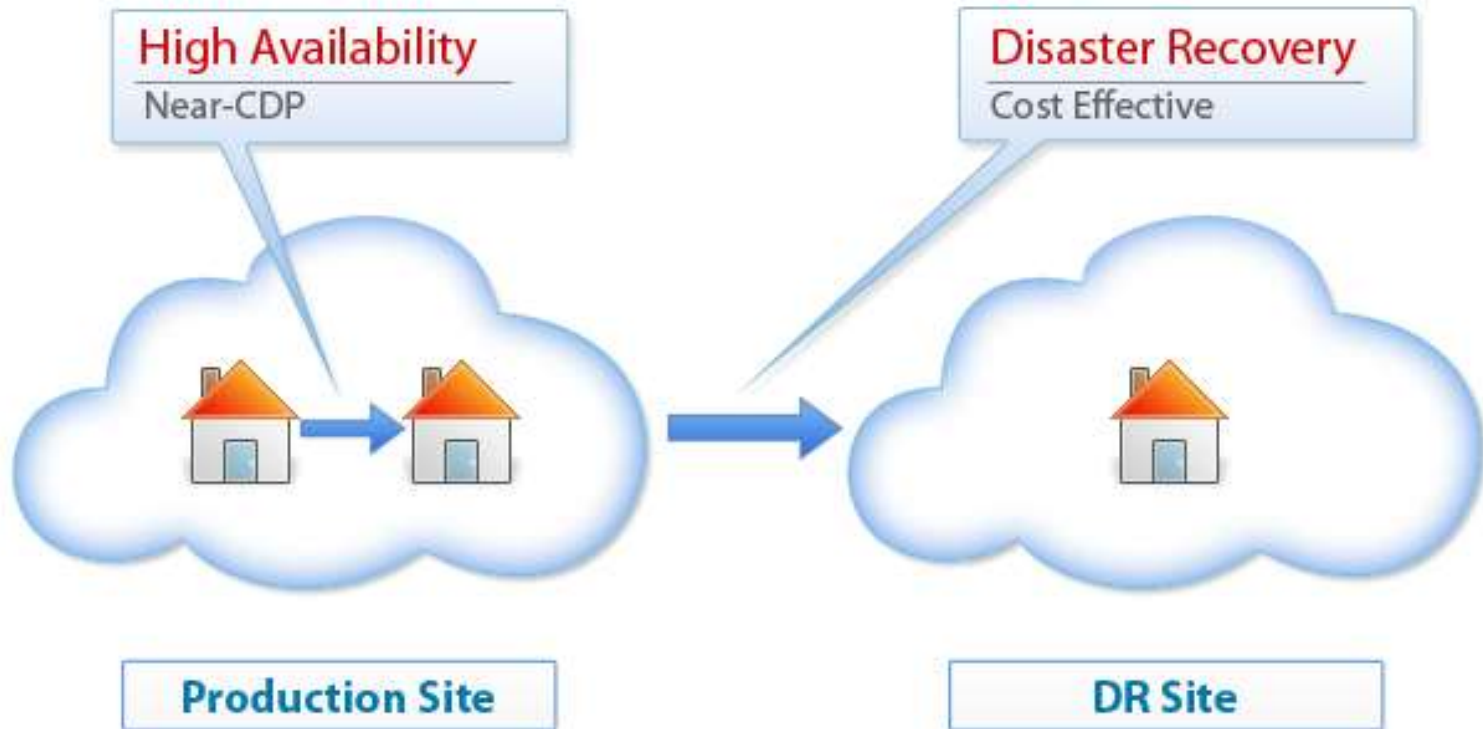 High Availability
Near-CDP
Disaster Recovery
Cost Effective
Production Site
DR Site